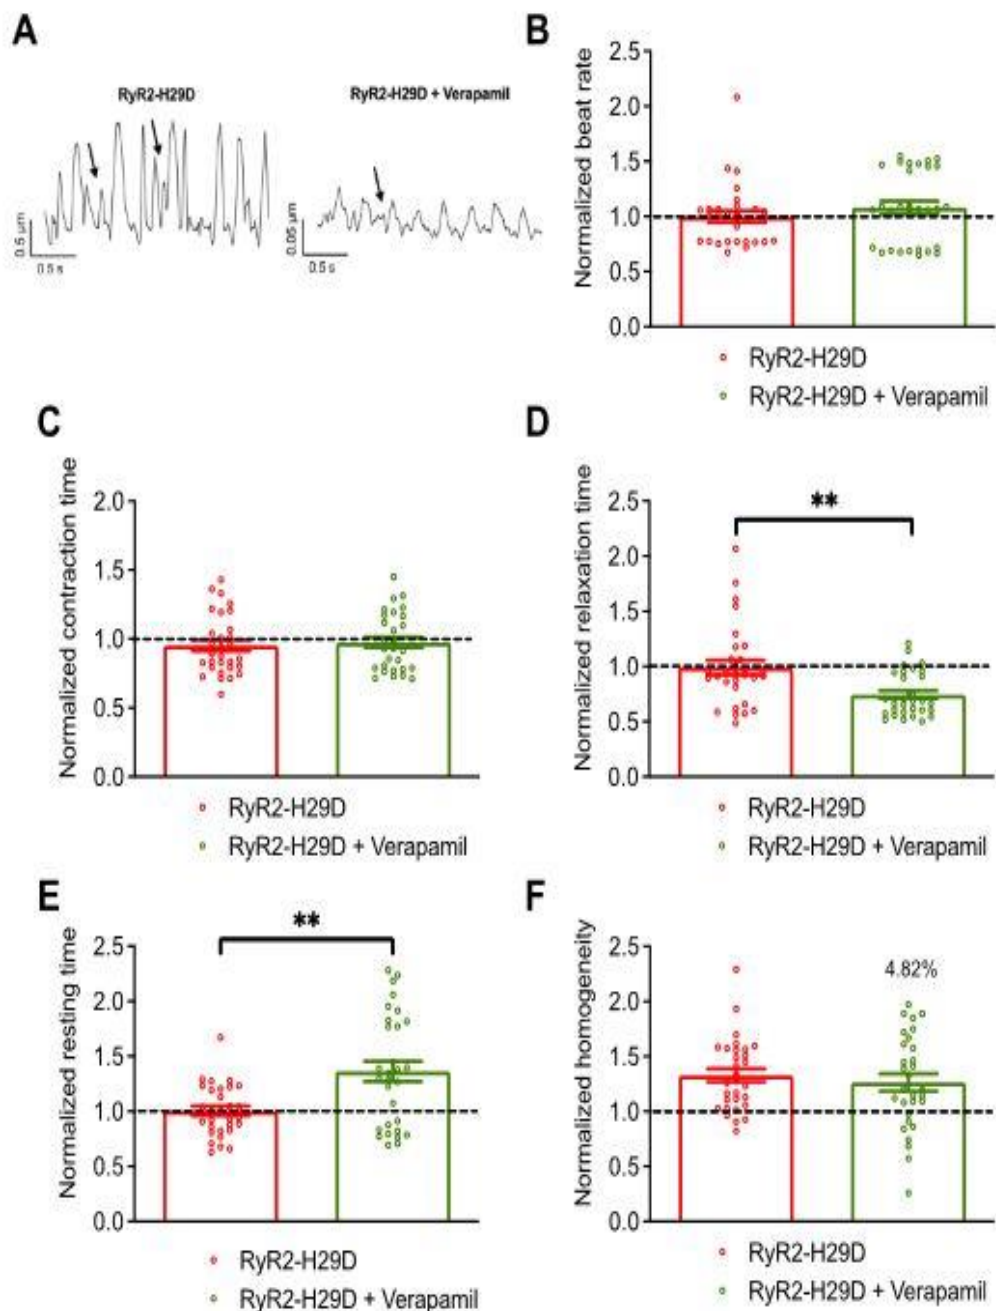 A
RyR2-H29D
RyR2-H29D + Verapamil
0.5 µm
0.5 s
0.05 µm
0.5 s
B
Normalized beat rate
2.5
2.0
1.5
1.0
0.5
0.0
RyR2-H29D
RyR2-H29D + Verapamil
C
Normalized contraction time
2.0
1.5
1.0
0.5
0.0
RyR2-H29D
RyR2-H29D + Verapamil
D
Normalized relaxation time
2.5
2.0
1.5
1.0
0.5
0.0
**
RyR2-H29D
RyR2-H29D + Verapamil
E
Normalized resting time
2.5
2.0
1.5
1.0
0.5
0.0
**
RyR2-H29D
RyR2-H29D + Verapamil
F
Normalized homogeneity
2.5
2.0
1.5
1.0
0.5
0.0
4.82%
RyR2-H29D
RyR2-H29D + Verapamil